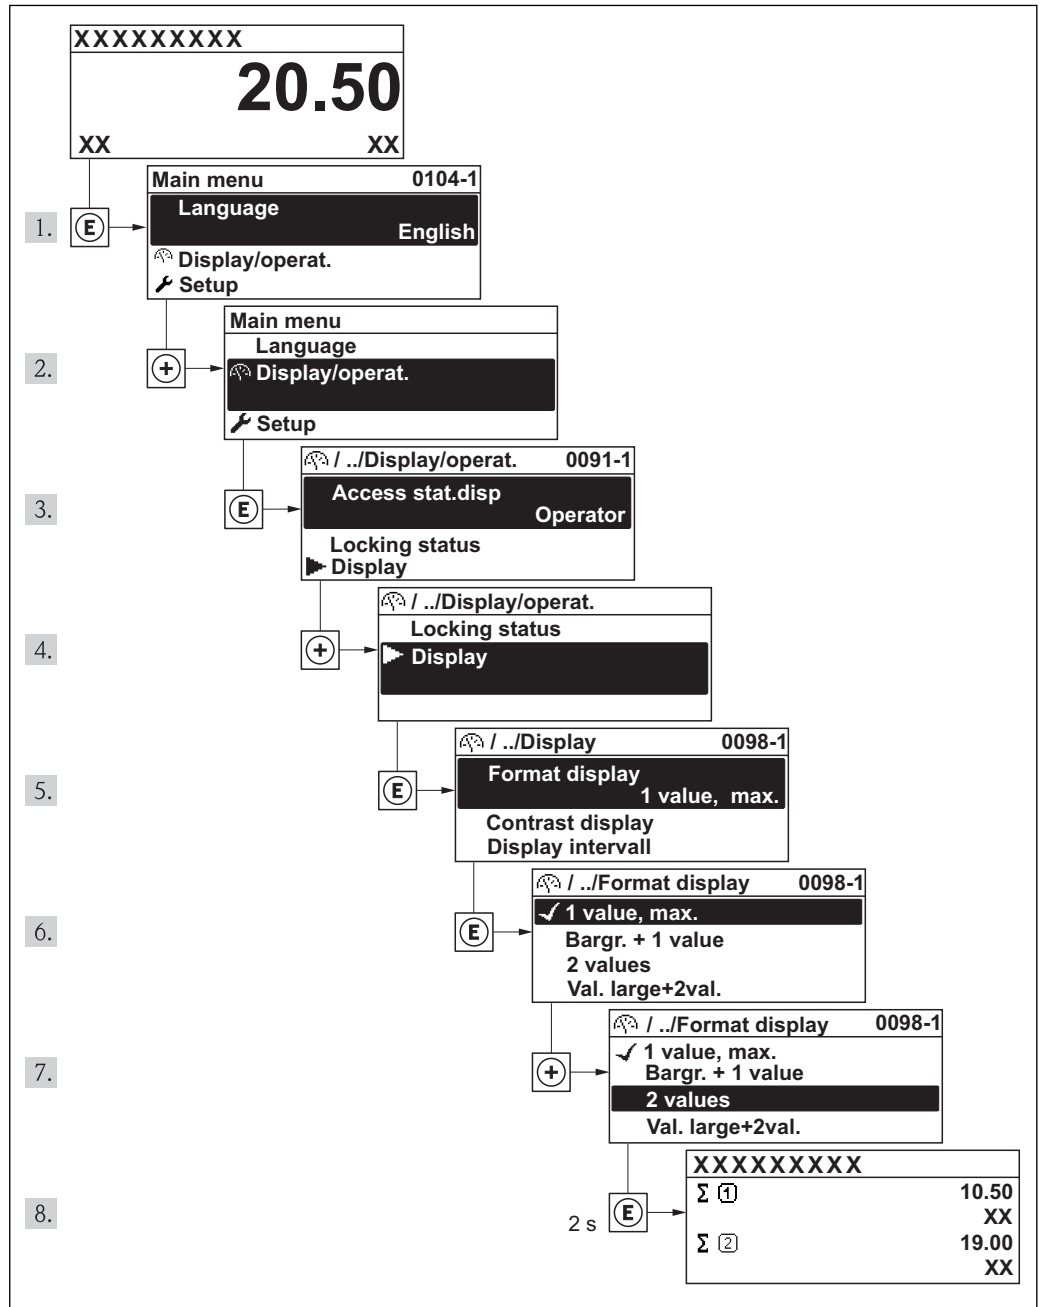 XXXXXXXXX
20.50
XX XX
Main menu 0104-1
Language
English
Display/operat.
Setup
1. E
Main menu
Language
Display/operat.
Setup
2. +
/ ../Display/operat. 0091-1
Access stat.disp
Operator
Locking status
Display
3. E
/ ../Display/operat.
Locking status
Display
4. +
/ ../Display 0098-1
Format display
1 value, max.
Contrast display
Display intervall
5. E
/ ../Format display 0098-1
✓ 1 value, max.
Bargr. + 1 value
2 values
Val. large+2val.
6. E
/ ../Format display 0098-1
✓ 1 value, max.
Bargr. + 1 value
2 values
Val. large+2val.
7. +
XXXXXXXXX
Σ 1 10.50
XX
Σ 2 19.00
XX
8. 2 s E